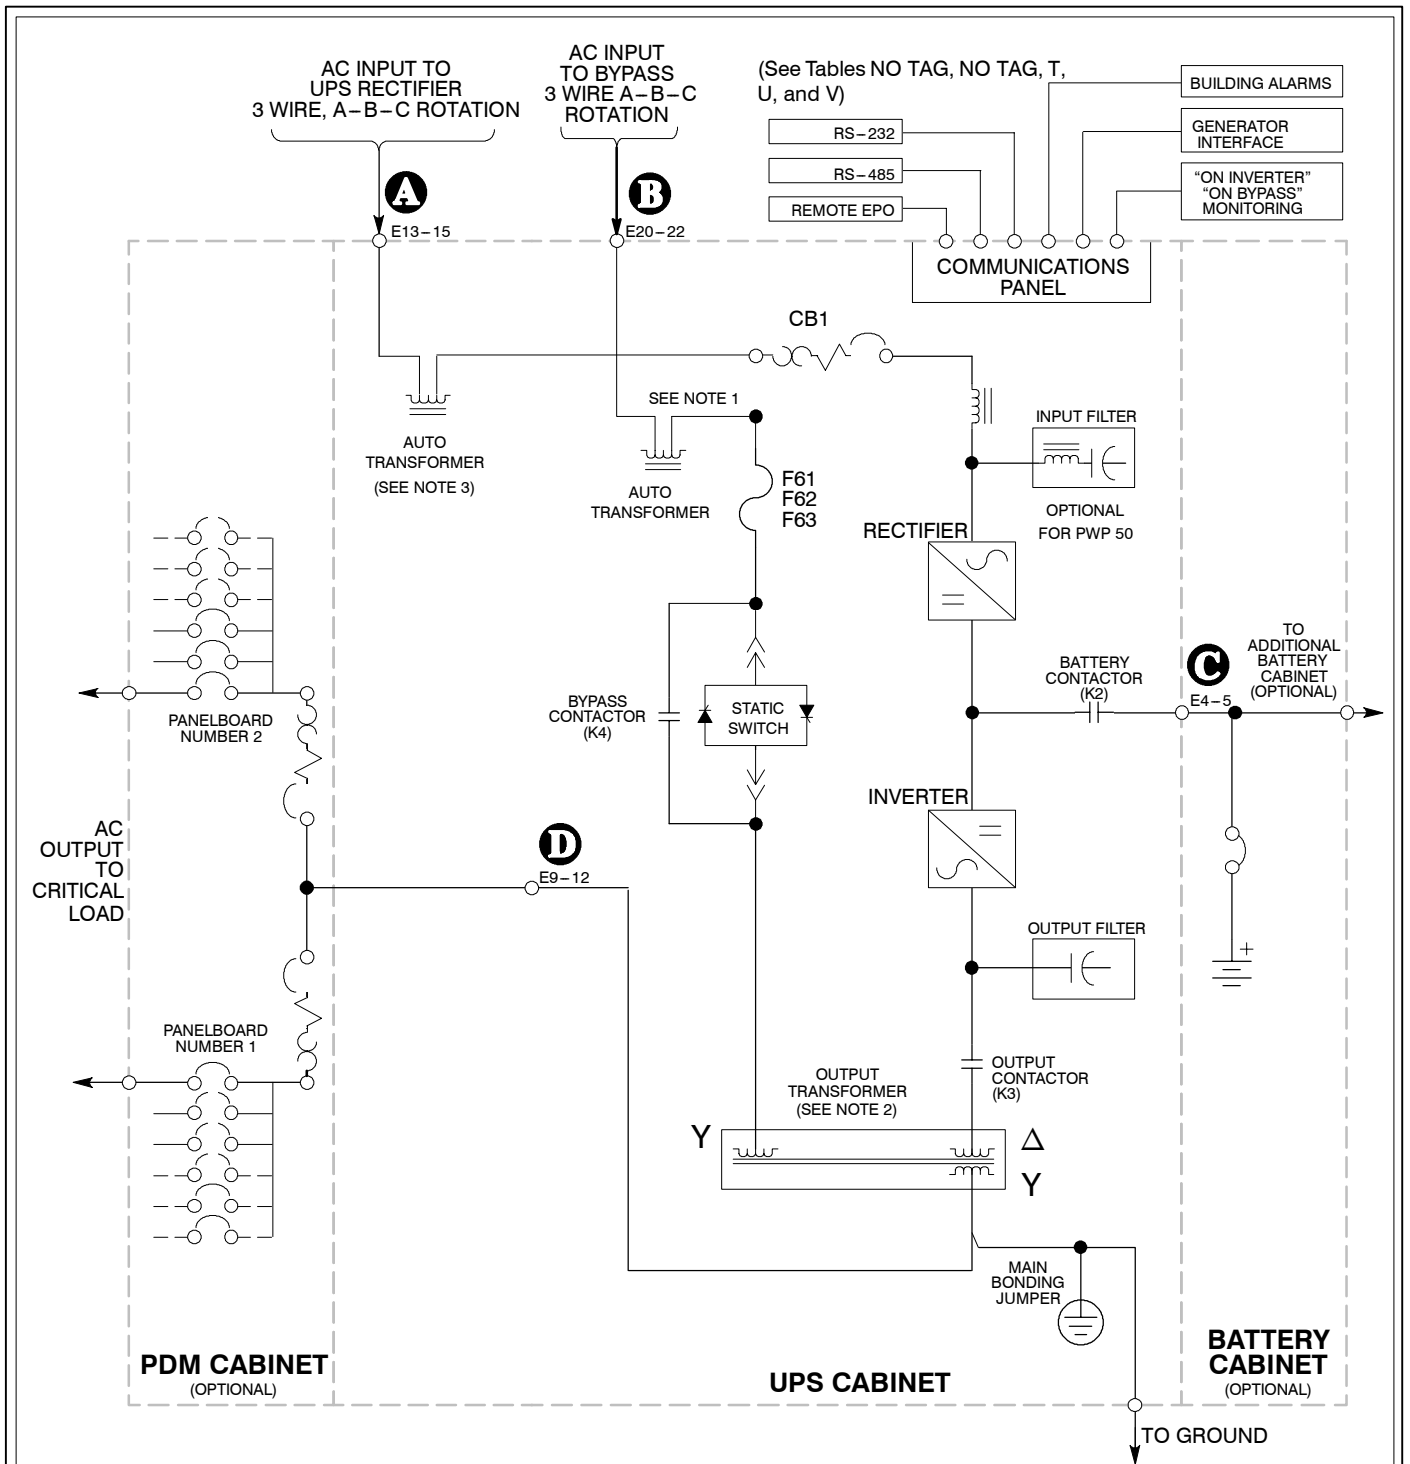 AC INPUT TO
UPS RECTIFIER
3 WIRE, A–B–C ROTATION
AC INPUT
TO BYPASS
3 WIRE A–B–C
ROTATION
(See Tables NO TAG, NO TAG, T,
U, and V)
RS–232
RS–485
REMOTE EPO
BUILDING ALARMS
GENERATOR
INTERFACE
“ON INVERTER”
“ON BYPASS”
MONITORING
A
E13–15
B
E20–22
COMMUNICATIONS
PANEL
CB1
AUTO
TRANSFORMER
(SEE NOTE 3)
SEE NOTE 1
AUTO
TRANSFORMER
F61
F62
F63
INPUT FILTER
OPTIONAL
FOR PWP 50
RECTIFIER
BYPASS
CONTACTOR
(K4)
STATIC
SWITCH
BATTERY
CONTACTOR
(K2)
C
E4–5
TO
ADDITIONAL
BATTERY
CABINET
(OPTIONAL)
PANELBOARD
NUMBER 2
INVERTER
+
AC
OUTPUT
TO
CRITICAL
LOAD
D
E9–12
OUTPUT FILTER
PANELBOARD
NUMBER 1
OUTPUT
TRANSFORMER
(SEE NOTE 2)
OUTPUT
CONTACTOR
(K3)
Y
Δ
Y
MAIN
BONDING
JUMPER
PDM CABINET
(OPTIONAL)
UPS CABINET
BATTERY
CABINET
(OPTIONAL)
TO GROUND